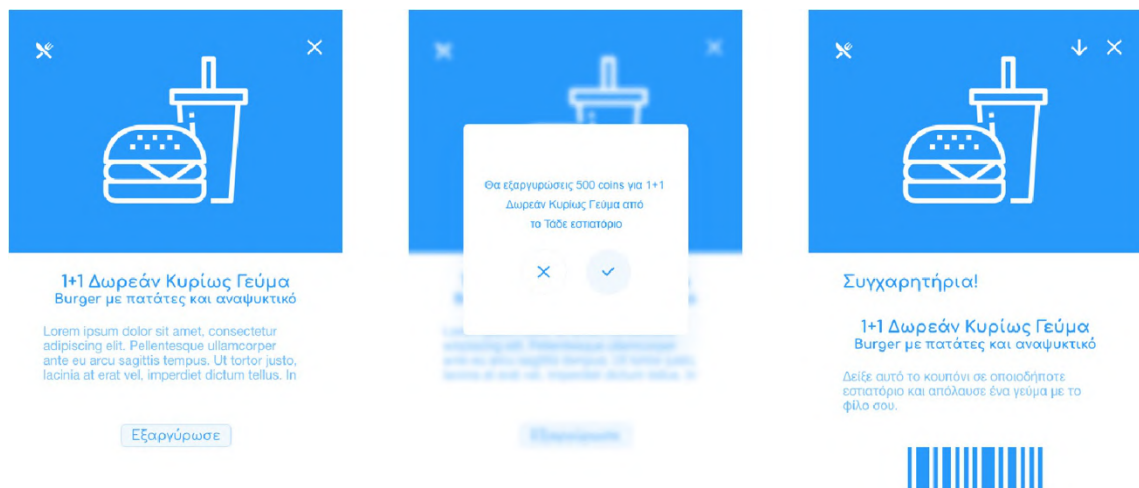 1+1 Δωρεάν Κυρίως Γεύμα
Burger με πατάτες και αναψυκτικό
Lorem ipsum dolor sit amet, consectetur
adipiscing elit. Pellentesque ullamcorper
ante eu arcu sagittis tempus. Ut tortor justo,
lacinia at erat vel, imperdiet dictum tellus. In
Εξαργύρωσε
Θα εξαργυρώσεις 500 coins για 1+1
Δωρεάν Κυρίως Γεύμα από
το Τάδε εστιατόριο
Συγχαρητήρια!
1+1 Δωρεάν Κυρίως Γεύμα
Burger με πατάτες και αναψυκτικό
Δείξε αυτό το κουπόνι σε οποιοδήποτε
εστιατόριο και απόλαυσε ένα γεύμα με το
φίλο σου.